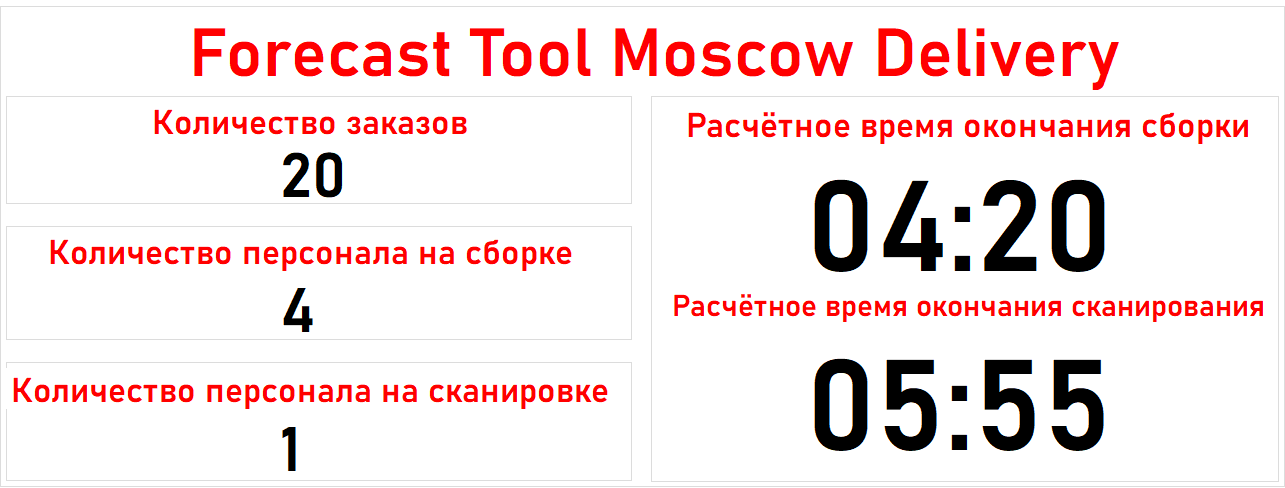 Forecast Tool Moscow Delivery
Количество заказов
20
Количество персонала на сборке
4
Количество персонала на сканировке
1
Расчётное время окончания сборки
04:20
Расчётное время окончания сканирования
05:55